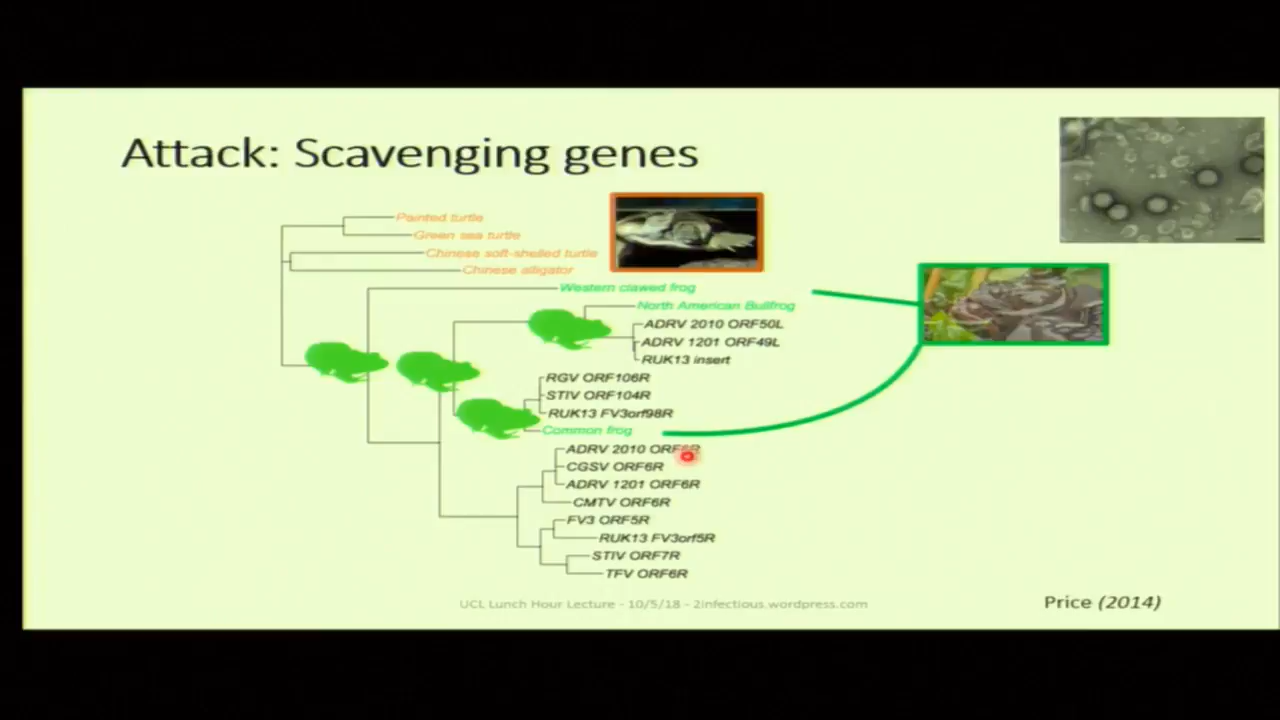 Attack: Scavenging genes
Painted turtle
Green sea turtle
Chinese soft-shelled turtle
Chinese alligator
Western clawed frog
North American Bullfrog
ADRV 2010 ORF50L
ADRV 1201 ORF49L
RUK13 insert
RGV ORF106R
STIV ORF104R
RUK13 FV3orf98R
Common frog
ADRV 2010 ORF6R
CGSV ORF6R
ADRV 1201 ORF6R
CMTV ORF6R
FV3 ORF5R
RUK13 FV3orf5R
STIV ORF7R
TFV ORF6R
UCL Lunch Hour Lecture - 10/5/18 - 2infectious.wordpress.com
Price (2014)